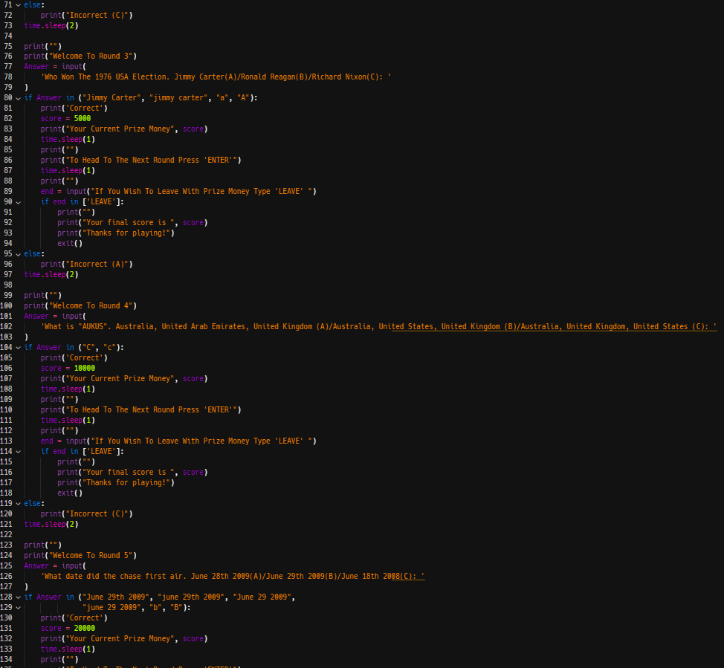 71 else:
72     print("Incorrect (C)")
73 time.sleep(2)
74
75 print("")
76 print("Welcome To Round 3")
77 Answer = input(
78     'Who Won The 1976 USA Election. Jimmy Carter(A)/Ronald Reagan(B)/Richard Nixon(C): '
79 )
80 if Answer in ("Jimmy Carter", "jimmy carter", "a", "A"):
81     print('Correct')
82     score = 5000
83     print("Your Current Prize Money", score)
84     time.sleep(1)
85     print("")
86     print("To Head To The Next Round Press 'ENTER'")
87     time.sleep(1)
88     print("")
89     end = input("If You Wish To Leave With Prize Money Type 'LEAVE' ")
90     if end in ['LEAVE']:
91         print("")
92         print("Your final score is ", score)
93         print("Thanks for playing!")
94         exit()
95 else:
96     print("Incorrect (A)")
97 time.sleep(2)
98
99 print("")
100 print("Welcome To Round 4")
101 Answer = input(
102     'What is "AUKUS". Australia, United Arab Emirates, United Kingdom (A)/Australia, United States, United Kingdom (B)/Australia, United Kingdom, United States (C): '
103 )
104 if Answer in ("C", "c"):
105     print('Correct')
106     score = 10000
107     print("Your Current Prize Money", score)
108     time.sleep(1)
109     print("")
110     print("To Head To The Next Round Press 'ENTER'")
111     time.sleep(1)
112     print("")
113     end = input("If You Wish To Leave With Prize Money Type 'LEAVE' ")
114     if end in ['LEAVE']:
115         print("")
116         print("Your final score is ", score)
117         print("Thanks for playing!")
118         exit()
119 else:
120     print("Incorrect (C)")
121 time.sleep(2)
122
123 print("")
124 print("Welcome To Round 5")
125 Answer = input(
126     'What date did the chase first air. June 28th 2009(A)/June 29th 2009(B)/June 18th 2008(C): '
127 )
128 if Answer in ("June 29th 2009", "june 29th 2009", "June 29 2009",
129               "june 29 2009", "b", "B"):
130     print('Correct')
131     score = 20000
132     print("Your Current Prize Money", score)
133     time.sleep(1)
134     print("")